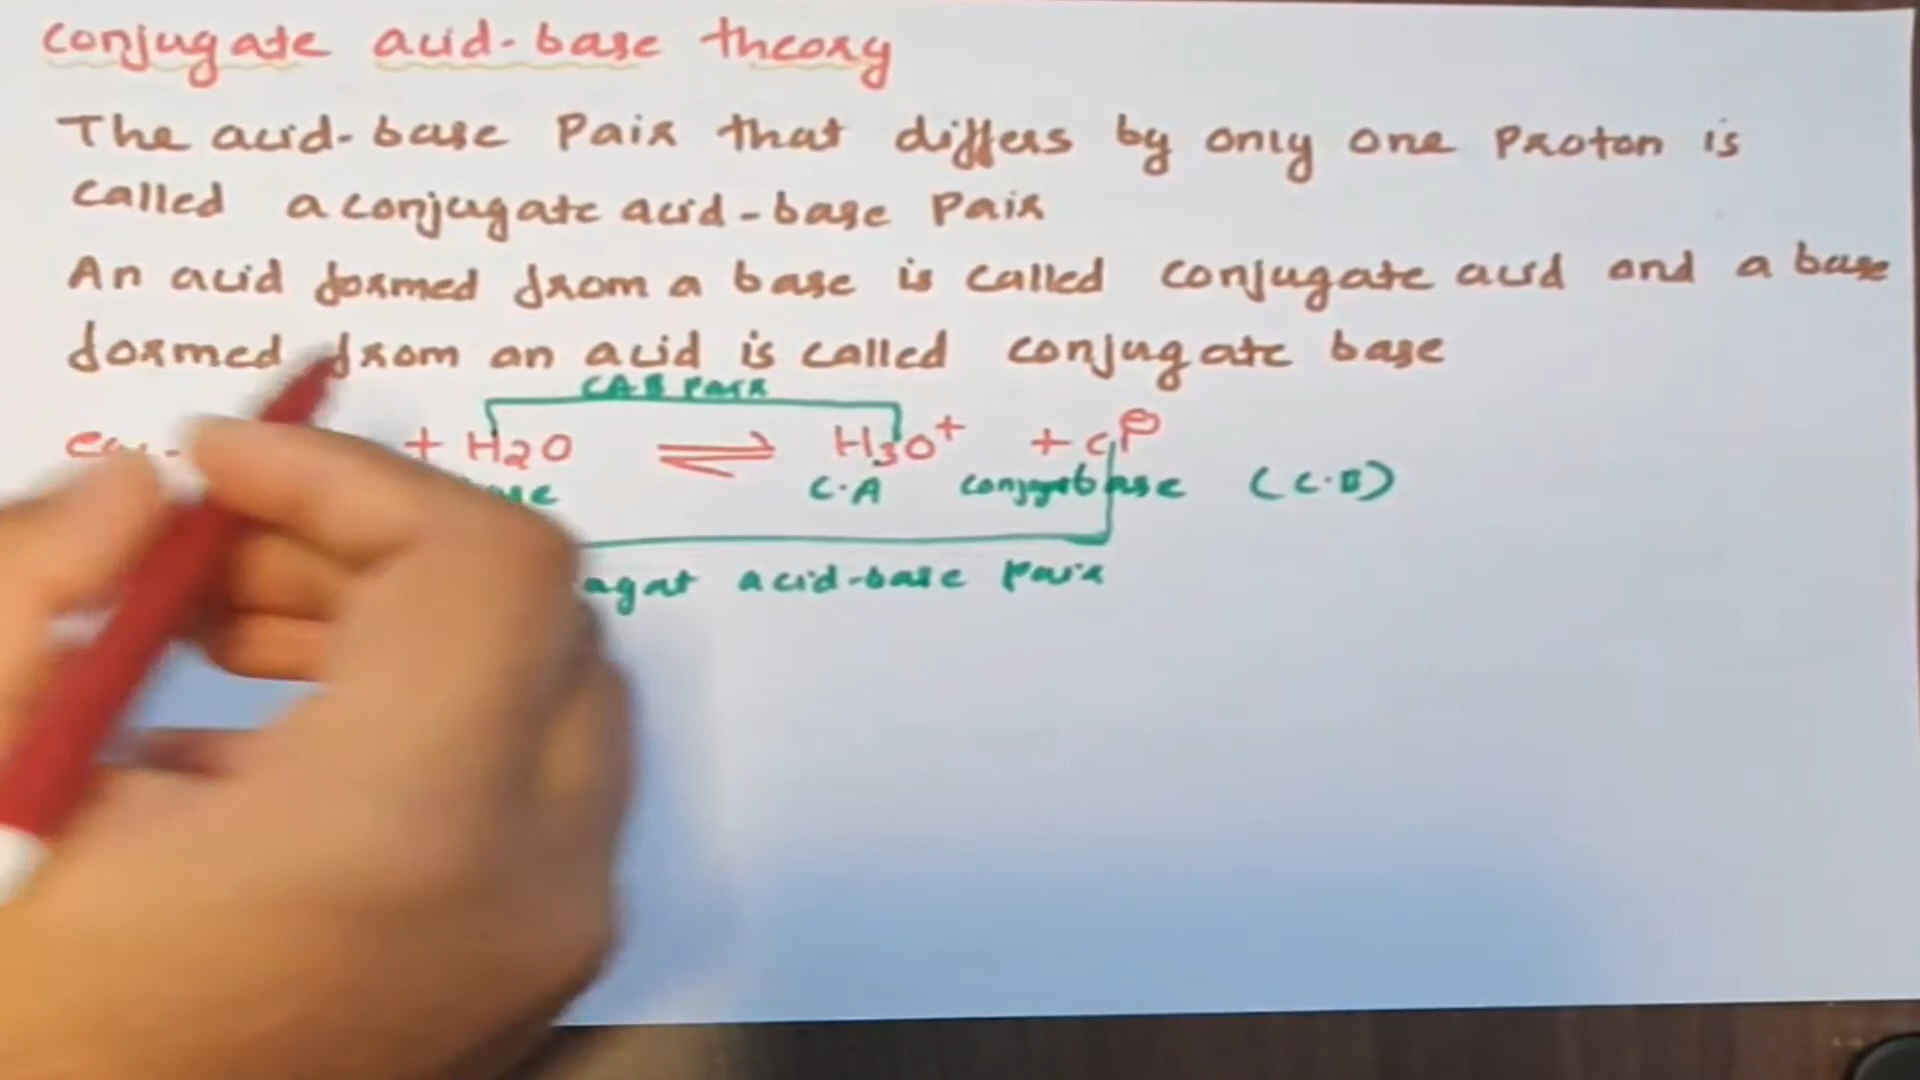 conjugate acid-base theory
The acid-base Pair that differs by only one Proton is
called a conjugate acid-base Pair
An acid formed from a base is called conjugate acid and a base
formed from an acid is called conjugate base
CAB Pair
+ H2O ⇌ H3O+ + Cl⊖
C.A base (C.B)
acid-base Pair